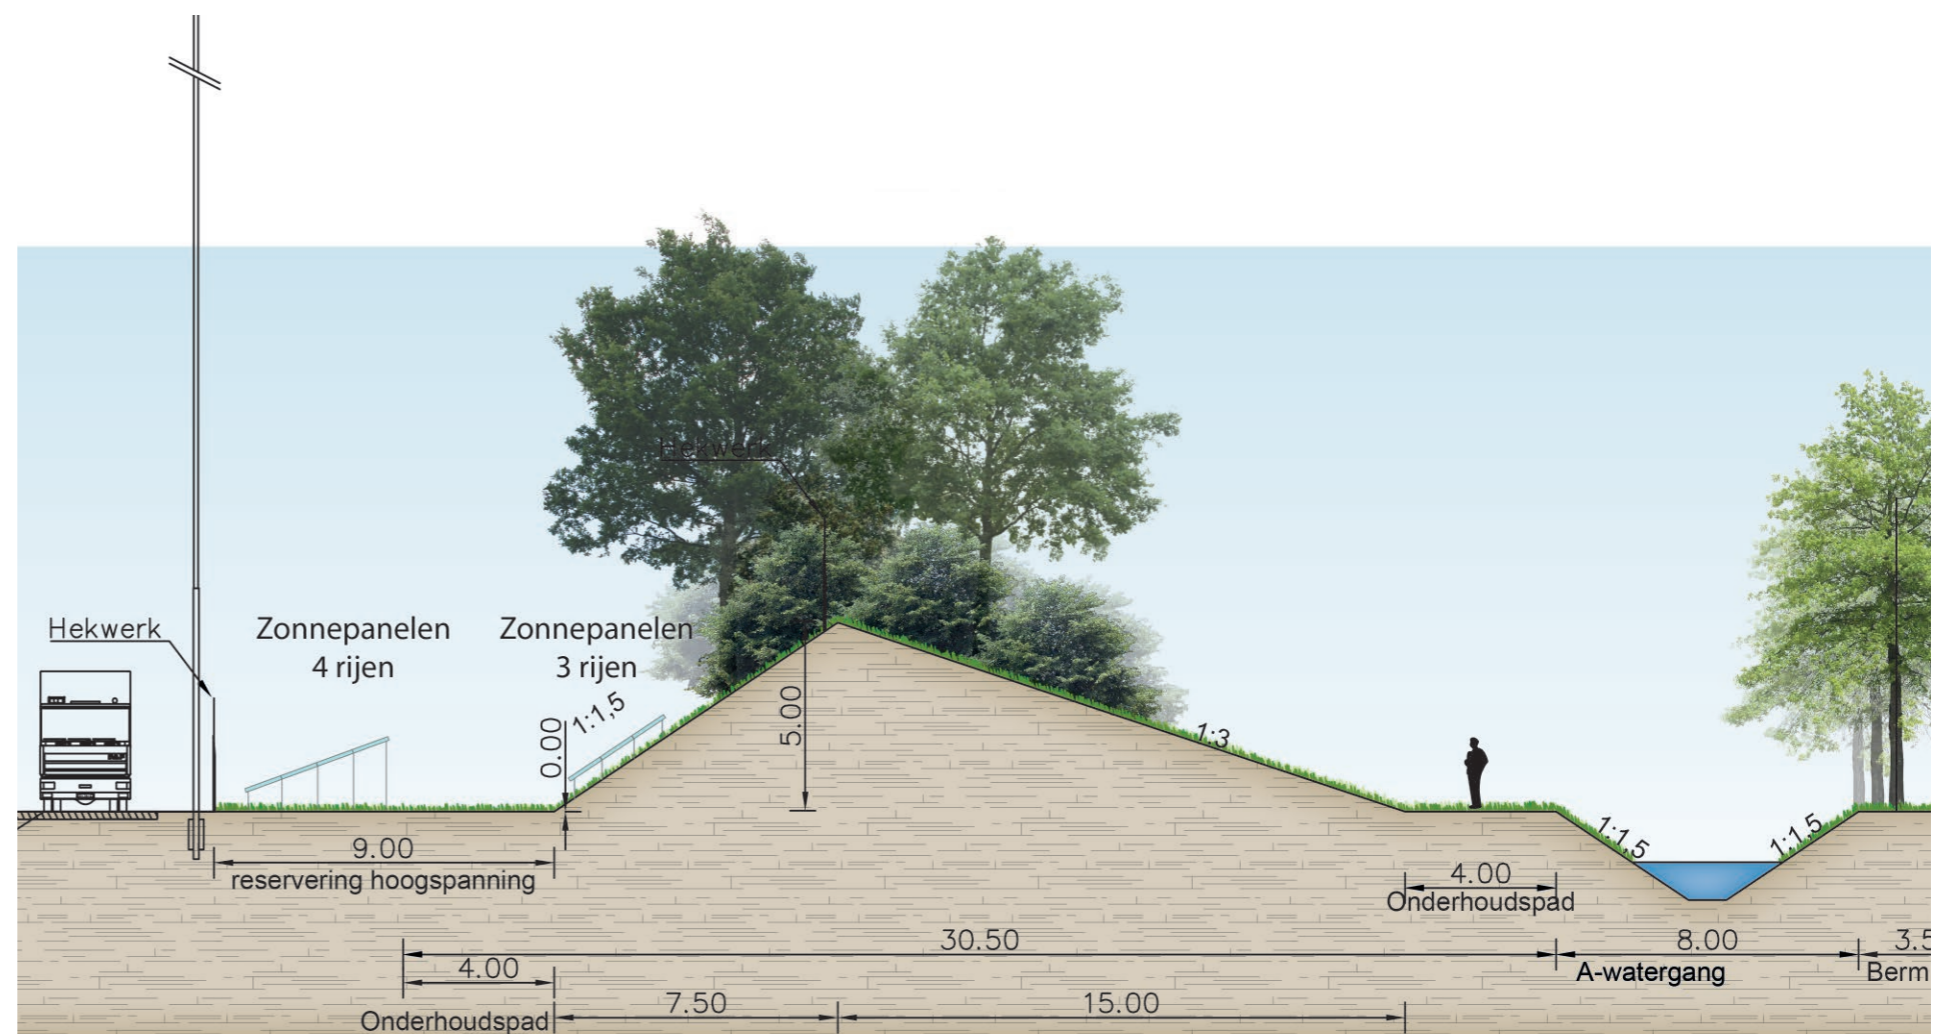 Hekwerk
Hekwerk
Zonnepanelen
4 rijen
Zonnepanelen
3 rijen
1:1,5
0.00
5.00
1:3
1:1,5
1:1,5
9.00
reservering hoogspanning
4.00
Onderhoudspad
30.50
8.00
3.5
4.00
A-watergang
Berm
Onderhoudspad
7.50
15.00